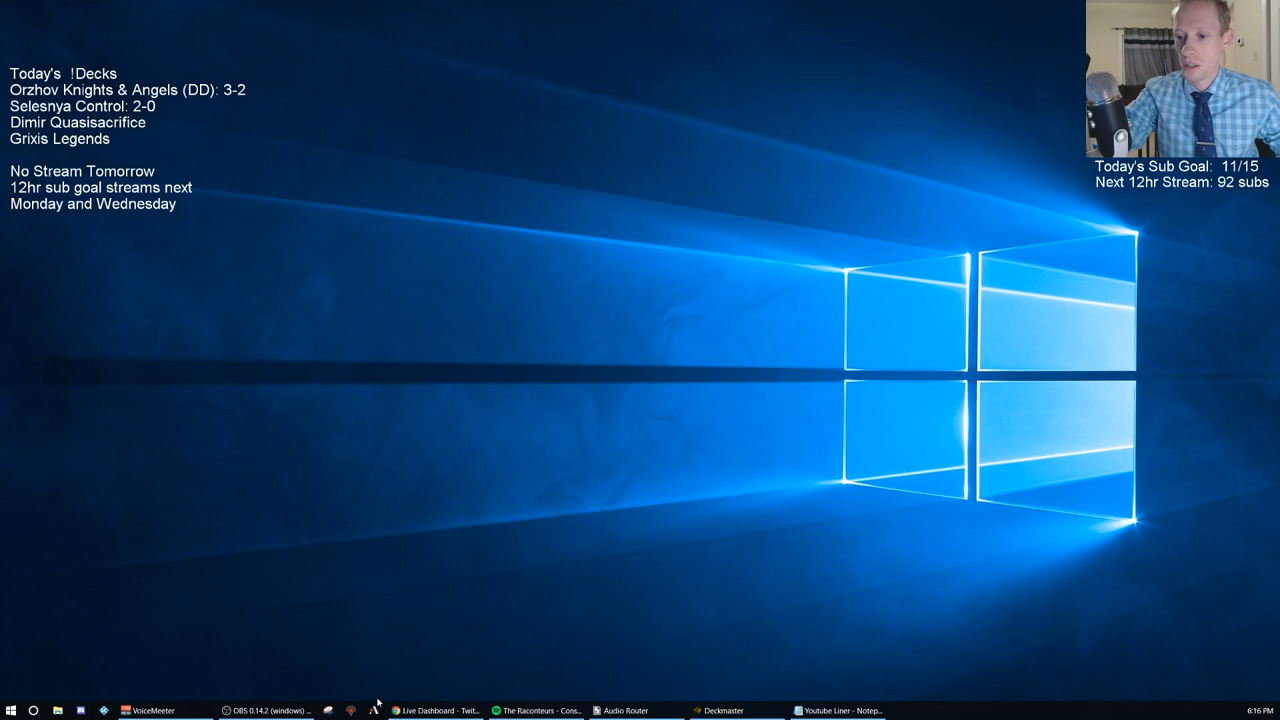 Today's !Decks
Orzhov Knights & Angels (DD): 3-2
Selesnya Control: 2-0
Dimir Quasisacrifice
Grixis Legends
No Stream Tomorrow
12hr sub goal streams next
Monday and Wednesday
Today's Sub Goal: 11/15
Next 12hr Stream: 92 subs
VoiceMeeter
OBS 0.14.2 (windows) ...
Live Dashboard - Twit...
The Raconteurs - Cons...
Audio Router
Deckmaster
Youtube Liner - Notep...
6:16 PM